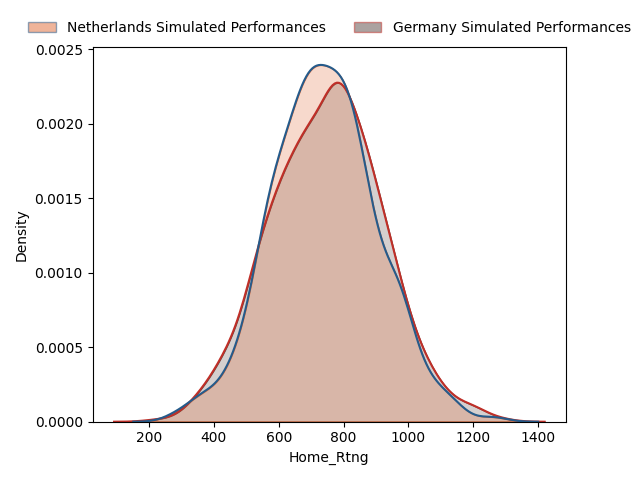 Netherlands Simulated Performances
Germany Simulated Performances
0.0025
0.0020
0.0015
0.0010
0.0005
0.0000
Density
200 400 600 800 1000 1200 1400
Home_Rtng